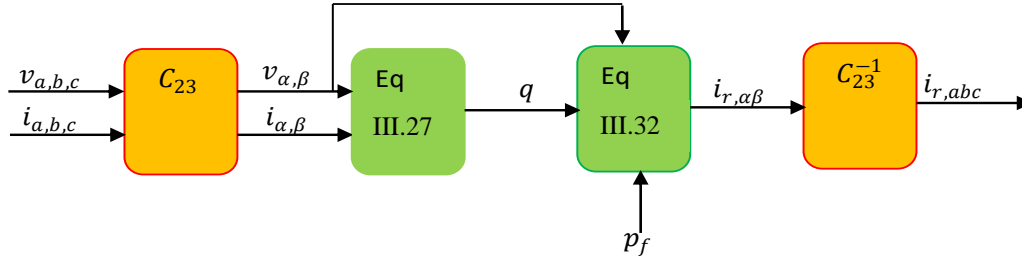 v_{a,b,c}
i_{a,b,c}
C_{23}
v_{α,β}
i_{α,β}
Eq
III.27
q
Eq
III.32
p_f
i_{r,αβ}
C_{23}^{-1}
i_{r,abc}